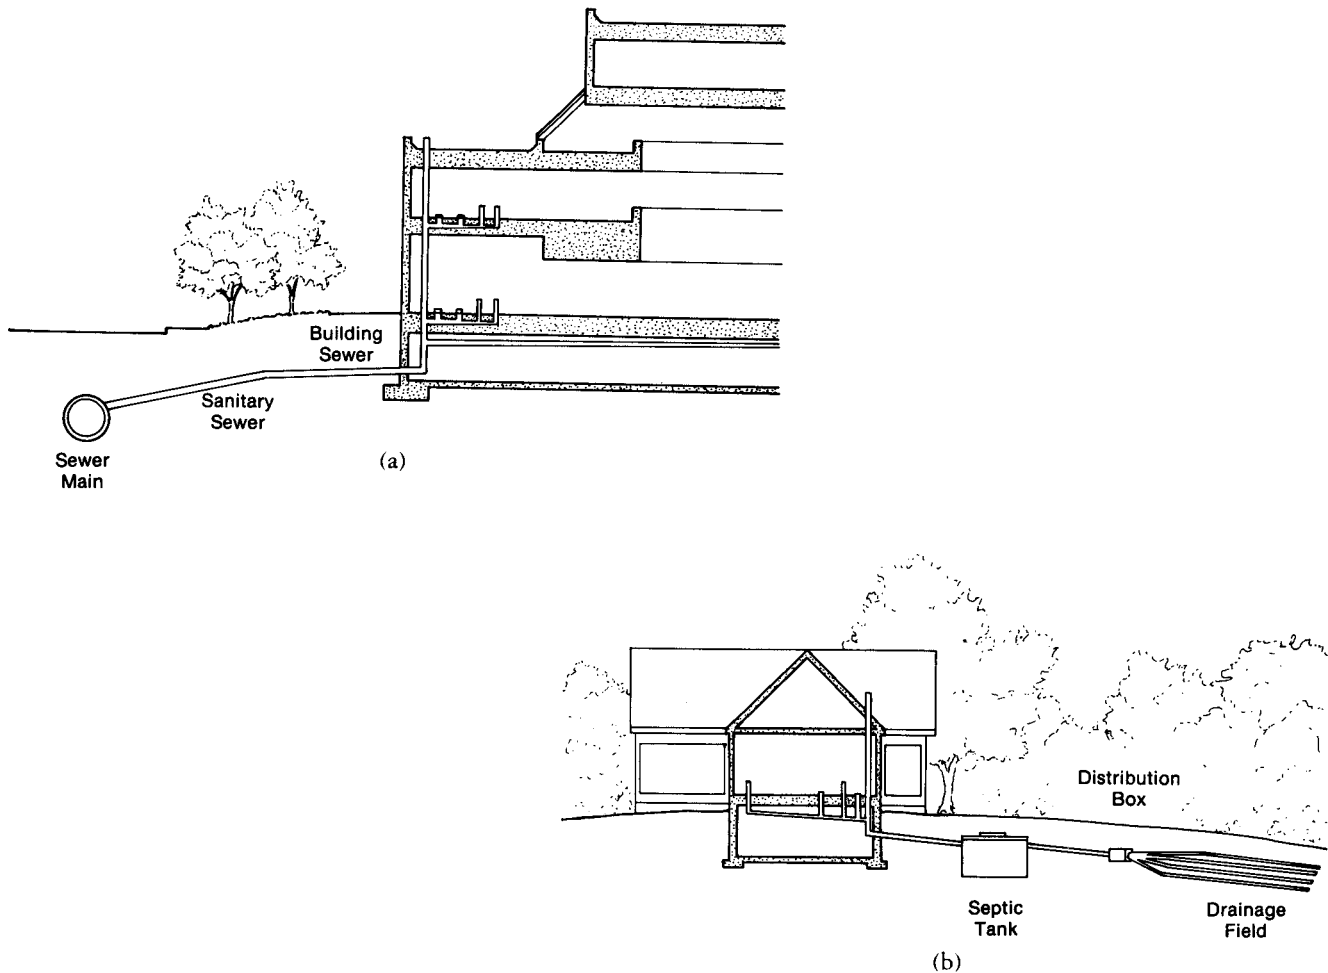 Building
Sewer
Sanitary
Sewer
Sewer
Main
(a)
Distribution
Box
Septic
Tank
Drainage
Field
(b)